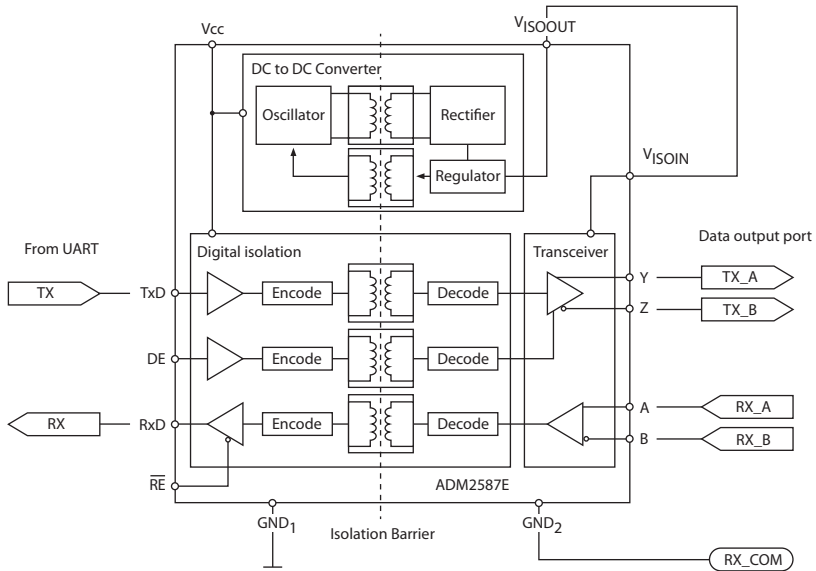 Vcc
VISOOUT
DC to DC Converter
Oscillator
Rectifier
Regulator
VISOIN
From UART
Digital isolation
Transceiver
Data output port
TX
TxD
Encode
Decode
Y
TX_A
Z
TX_B
DE
Encode
Decode
RX
RxD
Encode
Decode
A
RX_A
B
RX_B
RE
ADM2587E
GND1
Isolation Barrier
GND2
RX_COM